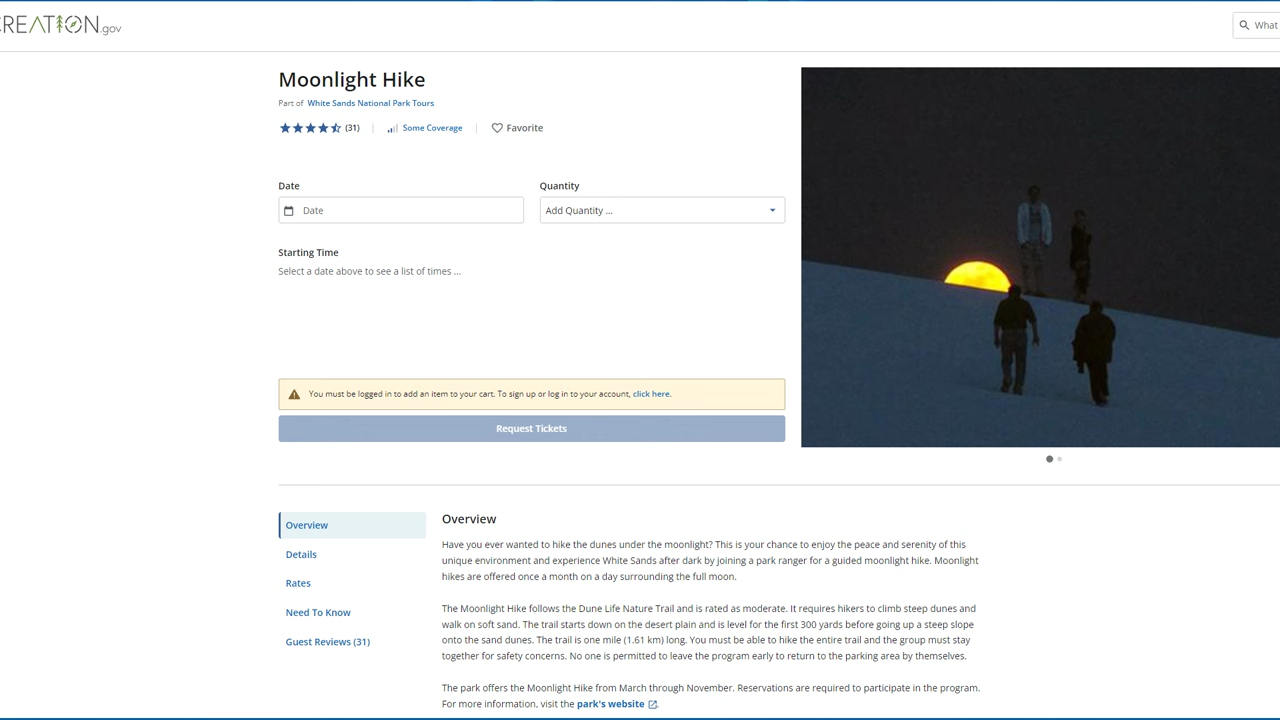 CREATION.gov
What
Moonlight Hike
Part of White Sands National Park Tours
(31) Some Coverage Favorite
Date Quantity
Date Add Quantity ...
Starting Time
Select a date above to see a list of times ...
You must be logged in to add an item to your cart. To sign up or log in to your account, click here.
Request Tickets
Overview
Details
Rates
Need To Know
Guest Reviews (31)
Overview
Have you ever wanted to hike the dunes under the moonlight? This is your chance to enjoy the peace and serenity of this
unique environment and experience White Sands after dark by joining a park ranger for a guided moonlight hike. Moonlight
hikes are offered once a month on a day surrounding the full moon.
The Moonlight Hike follows the Dune Life Nature Trail and is rated as moderate. It requires hikers to climb steep dunes and
walk on soft sand. The trail starts down on the desert plain and is level for the first 300 yards before going up a steep slope
onto the sand dunes. The trail is one mile (1.61 km) long. You must be able to hike the entire trail and the group must stay
together for safety concerns. No one is permitted to leave the program early to return to the parking area by themselves.
The park offers the Moonlight Hike from March through November. Reservations are required to participate in the program.
For more information, visit the park's website.